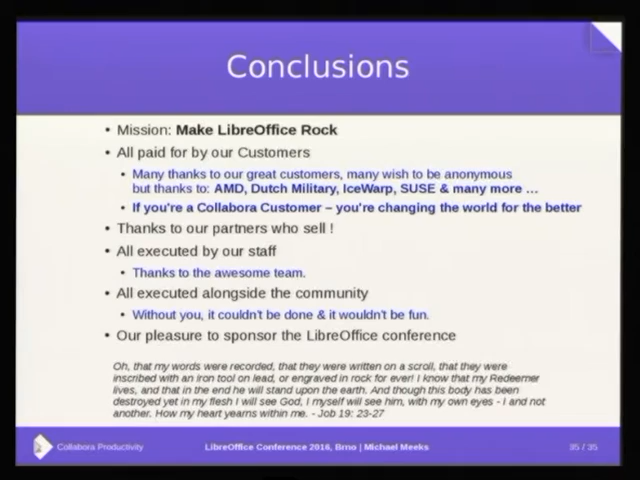 Conclusions
• Mission: Make LibreOffice Rock
• All paid for by our Customers
• Many thanks to our great customers, many wish to be anonymous
but thanks to: AMD, Dutch Military, IceWarp, SUSE & many more ...
• If you're a Collabora Customer – you're changing the world for the better
• Thanks to our partners who sell !
• All executed by our staff
• Thanks to the awesome team.
• All executed alongside the community
• Without you, it couldn't be done & it wouldn't be fun.
• Our pleasure to sponsor the LibreOffice conference
Oh, that my words were recorded, that they were written on a scroll, that they were
inscribed with an iron tool on lead, or engraved in rock for ever! I know that my Redeemer
lives, and that in the end he will stand upon the earth. And though this body has been
destroyed yet in my flesh I will see God, I myself will see him, with my own eyes - I and not
another. How my heart yearns within me. - Job 19: 23-27
Collabora Productivity
LibreOffice Conference 2016, Brno | Michael Meeks
35 / 35